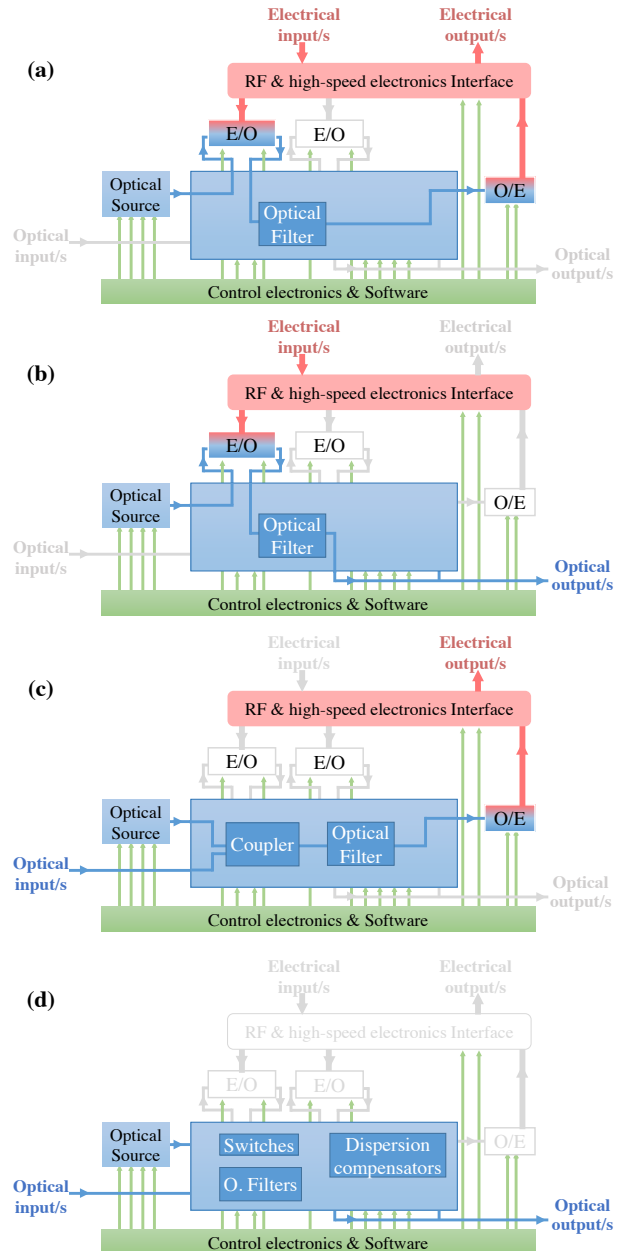 Electrical
input/s
Electrical
output/s
(a)
RF & high-speed electronics Interface
E/O
E/O
Optical
Source
O/E
Optical
Filter
Optical
input/s
Optical
output/s
Control electronics & Software
Electrical
input/s
Electrical
output/s
(b)
RF & high-speed electronics Interface
E/O
E/O
Optical
Source
O/E
Optical
Filter
Optical
input/s
Optical
output/s
Control electronics & Software
Electrical
input/s
Electrical
output/s
(c)
RF & high-speed electronics Interface
E/O
E/O
Optical
Source
O/E
Coupler
Optical
Filter
Optical
input/s
Optical
output/s
Control electronics & Software
Electrical
input/s
Electrical
output/s
(d)
RF & high-speed electronics Interface
E/O
E/O
Optical
Source
O/E
Switches
Dispersion
compensators
O. Filters
Optical
input/s
Optical
output/s
Control electronics & Software